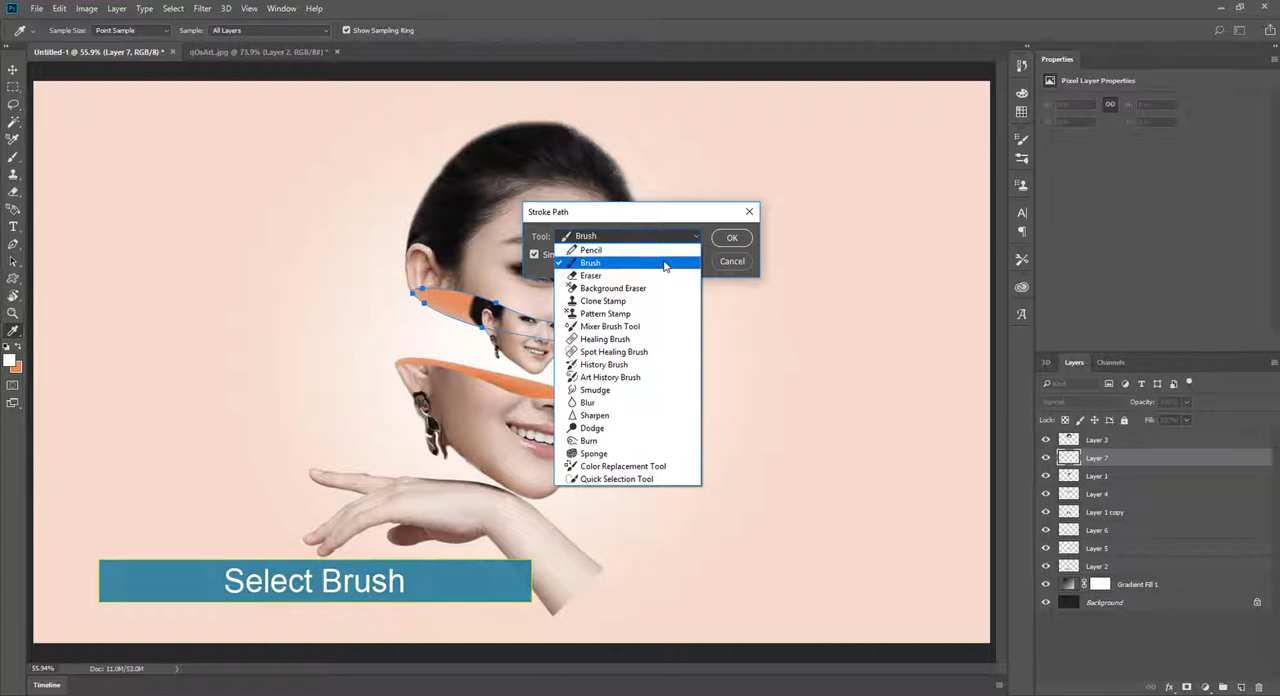 Ps File Edit Image Layer Type Select Filter 3D View Window Help
Sample Size: Point Sample Sample: All Layers Show Sampling Ring
Untitled-1 @ 55.9% (Layer 7, RGB/8) * × qOsArL.jpg @ 73.9% (Layer 2, RGB/8#) * ×
Properties
Pixel Layer Properties
Stroke Path
Tool: Brush OK
Sim
Cancel
Pencil
Brush
Eraser
Background Eraser
Clone Stamp
Pattern Stamp
Mixer Brush Tool
Healing Brush
Spot Healing Brush
History Brush
Art History Brush
Smudge
Blur
Sharpen
Dodge
Burn
Sponge
Color Replacement Tool
Quick Selection Tool
3D Layers Channels
Kind
Normal Opacity: 100%
Lock: Fill: 100%
Layer 3
Layer 7
Layer 1
Layer 4
Layer 1 copy
Layer 6
Layer 5
Layer 2
Gradient Fill 1
Background
Select Brush
55.94% Doc: 11.0M/53.0M
Timeline